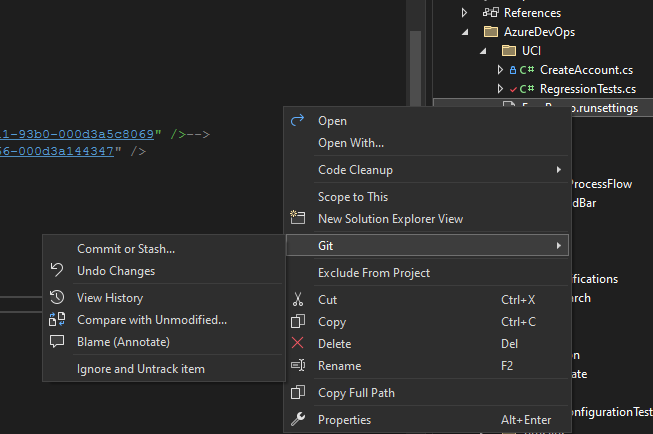 References
AzureDevOps
UCI
C# CreateAccount.cs
C# RegressionTests.cs
.runsettings
1-93b0-000d3a5c8069" />-->
6-000d3a144347" />
Open
Open With...
Code Cleanup
ProcessFlow
Scope to This
dBar
New Solution Explorer View
Git
Commit or Stash...
Undo Changes
Exclude From Project
ifications
View History
Cut Ctrl+X
rch
Compare with Unmodified...
Copy Ctrl+C
Blame (Annotate)
Delete Del
on
Ignore and Untrack item
Rename F2
ate
Copy Full Path
onfigurationTest
Properties Alt+Enter